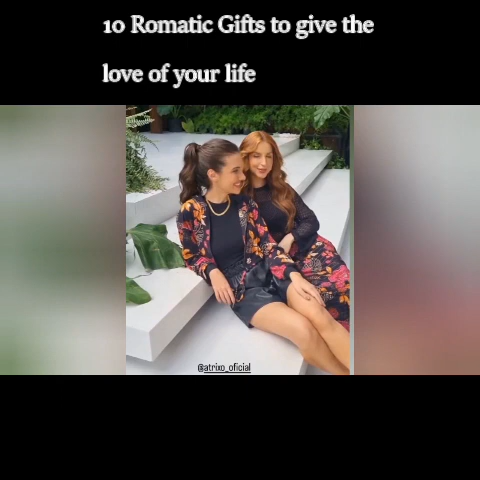 10 Romatic Gifts to give the
love of your life
@atrixo_oficial